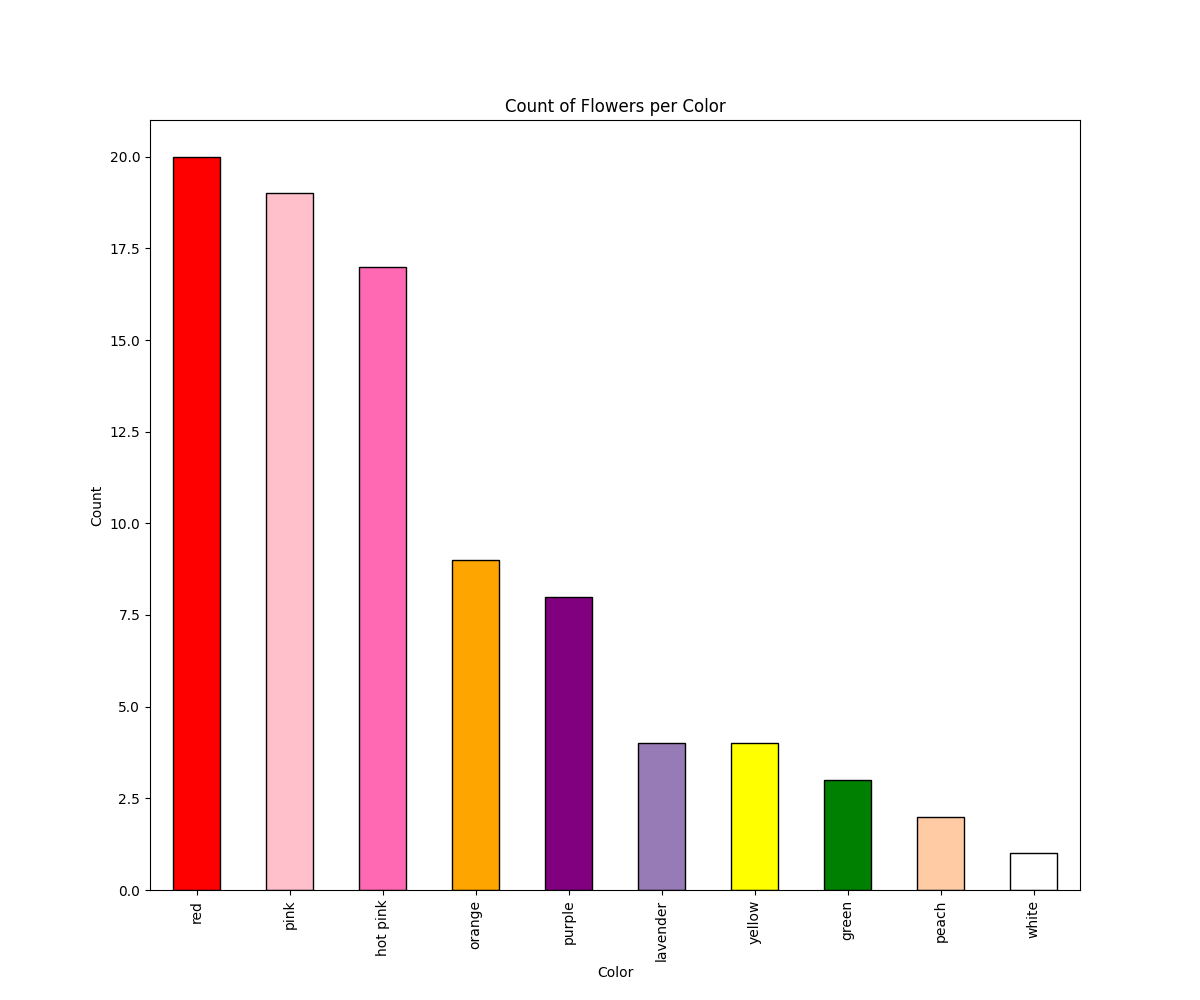 Count of Flowers per Color
20.0
17.5
15.0
12.5
10.0
7.5
5.0
2.5
0.0
Count
red
pink
hot pink
orange
purple
lavender
yellow
green
peach
white
Color